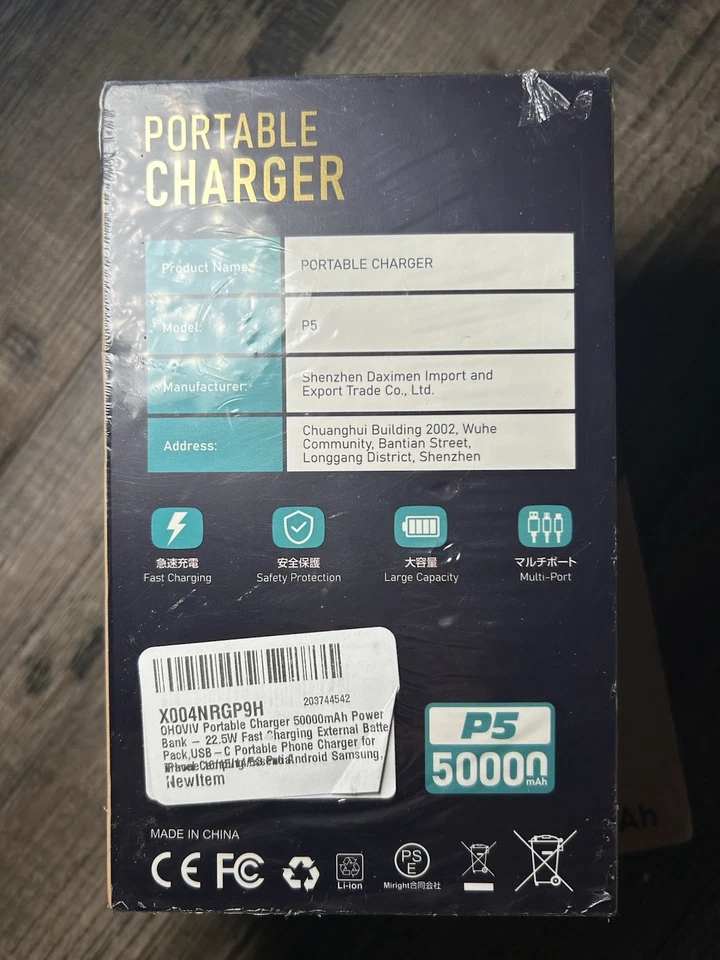 PORTABLE
CHARGER
Product Name: PORTABLE CHARGER
Model: P5
Manufacturer: Shenzhen Daximen Import and
Export Trade Co., Ltd.
Address: Chuanghui Building 2002, Wuhe
Community, Bantian Street,
Longgang District, Shenzhen
急速充電 安全保護 大容量 マルチポート
Fast Charging Safety Protection Large Capacity Multi-Port
X004NRGP9H 203744542
OHOVIV Portable Charger 50000mAh Power
Bank – 22.5W Fast Charging External Batte
Pack,USB-C Portable Phone Charger for
Android Samsung,
NewItem
P5
50000
mAh
MADE IN CHINA
CE FC Li-ion PSE Miright合同会社
Ah